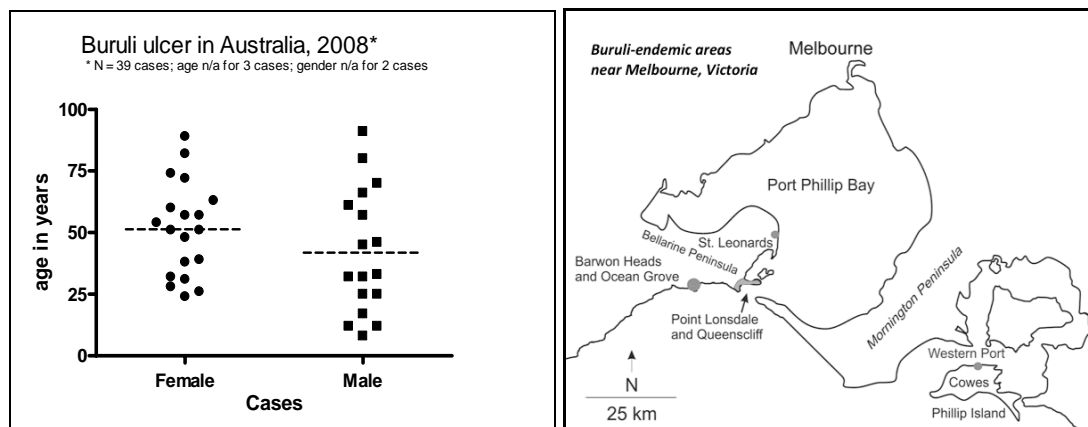 Buruli ulcer in Australia, 2008*
* N = 39 cases; age n/a for 3 cases; gender n/a for 2 cases
100
75
50
25
0
age in years
Female
Male
Cases
Buruli-endemic areas
near Melbourne, Victoria
Melbourne
Port Phillip Bay
St. Leonards
Bellarine Peninsula
Barwon Heads
and Ocean Grove
Point Lonsdale
and Queenscliff
Mornington Peninsula
Western Port
Cowes
Phillip Island
N
25 km